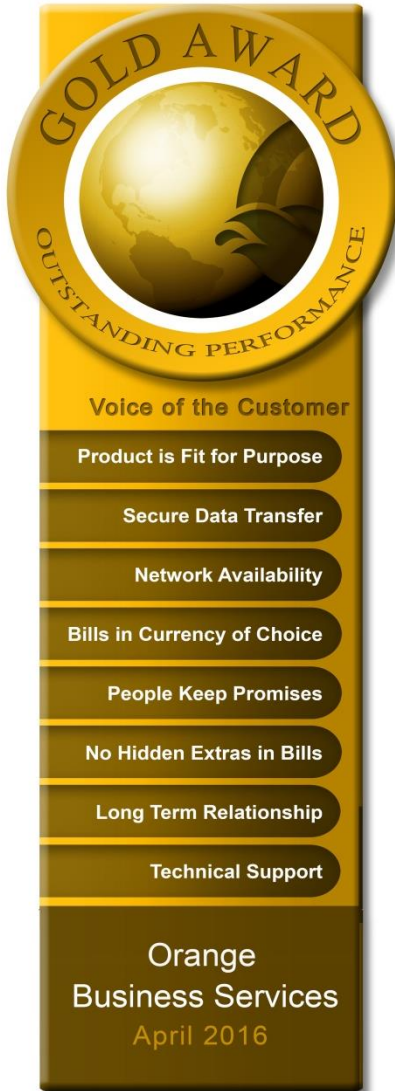 GOLD AWARD
OUTSTANDING PERFORMANCE
Voice of the Customer
Product is Fit for Purpose
Secure Data Transfer
Network Availability
Bills in Currency of Choice
People Keep Promises
No Hidden Extras in Bills
Long Term Relationship
Technical Support
Orange
Business Services
April 2016